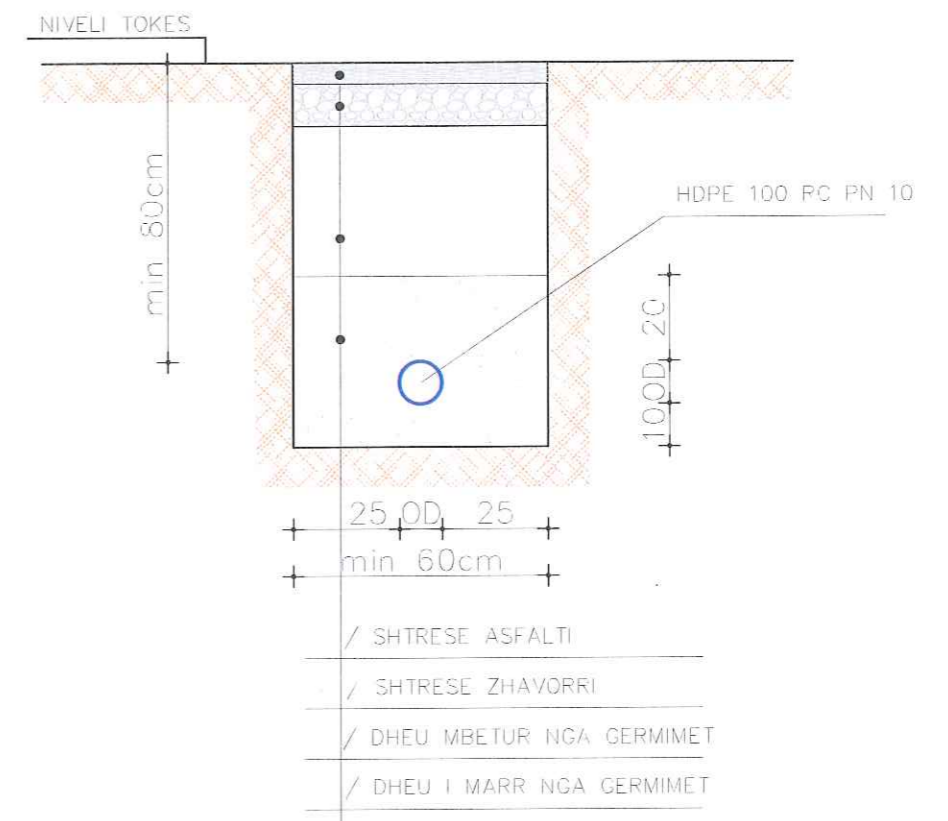 NIVELI TOKES
min 80cm
HDPE 100 RC PN 10
20
OD
10
25 OD 25
min 60cm
/ SHTRESE ASFALTI
/ SHTRESE ZHAVORRI
/ DHEU MBETUR NGA GERMIMET
/ DHEU I MARR NGA GERMIMET